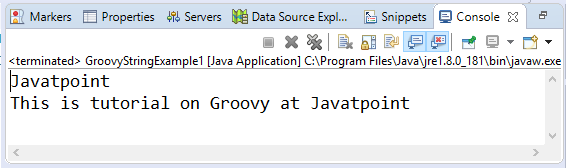 Markers Properties Servers Data Source Expl... Snippets Console
<terminated> GroovyStringExample1 [Java Application] C:\Program Files\Java\jre1.8.0_181\bin\javaw.exe
Javatpoint
This is tutorial on Groovy at Javatpoint